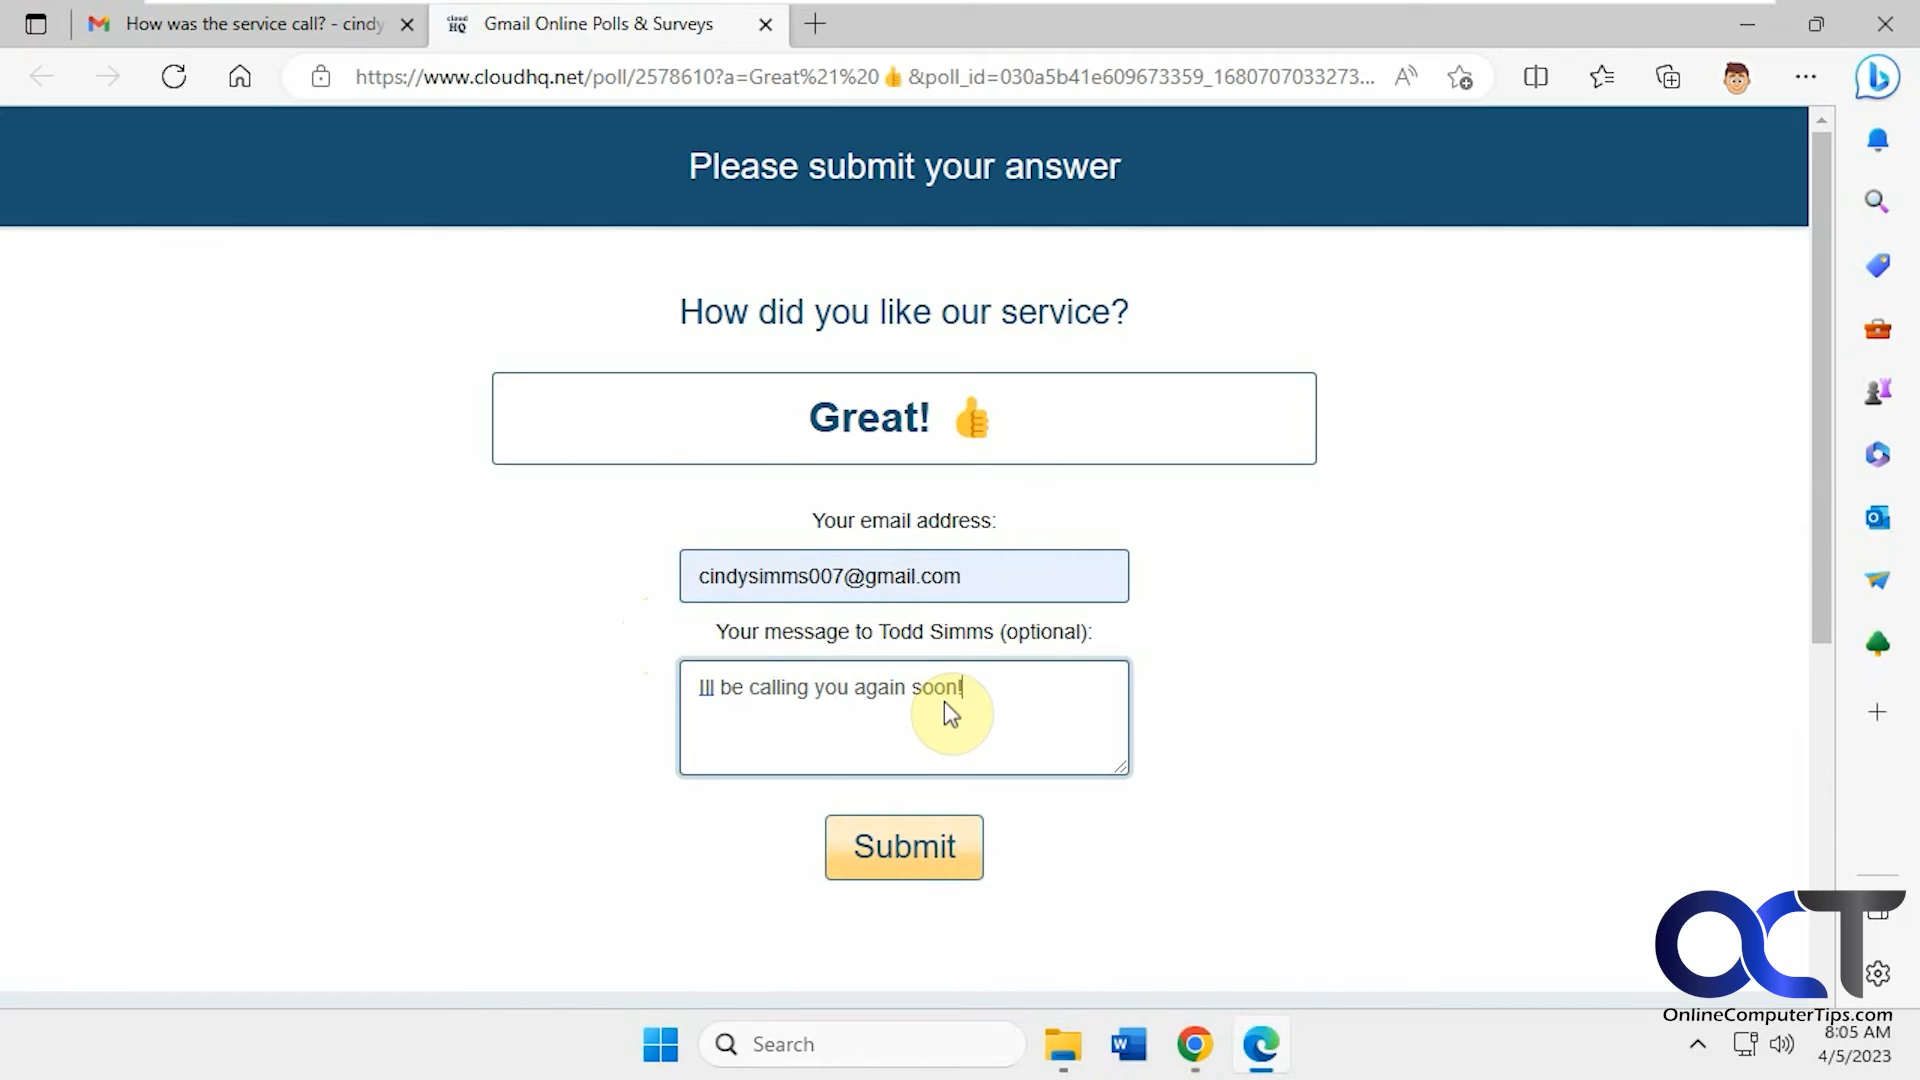 How was the service call? - cindy
cloud HQ
Gmail Online Polls & Surveys
https://www.cloudhq.net/poll/2578610?a=Great%21%20👍&poll_id=030a5b41e609673359_1680707033273...
Please submit your answer
How did you like our service?
Great! 👍
Your email address:
cindysimms007@gmail.com
Your message to Todd Simms (optional):
Ill be calling you again soon!
Submit
OCT
OnlineComputerTips.com
Search
8:05 AM
4/5/2023